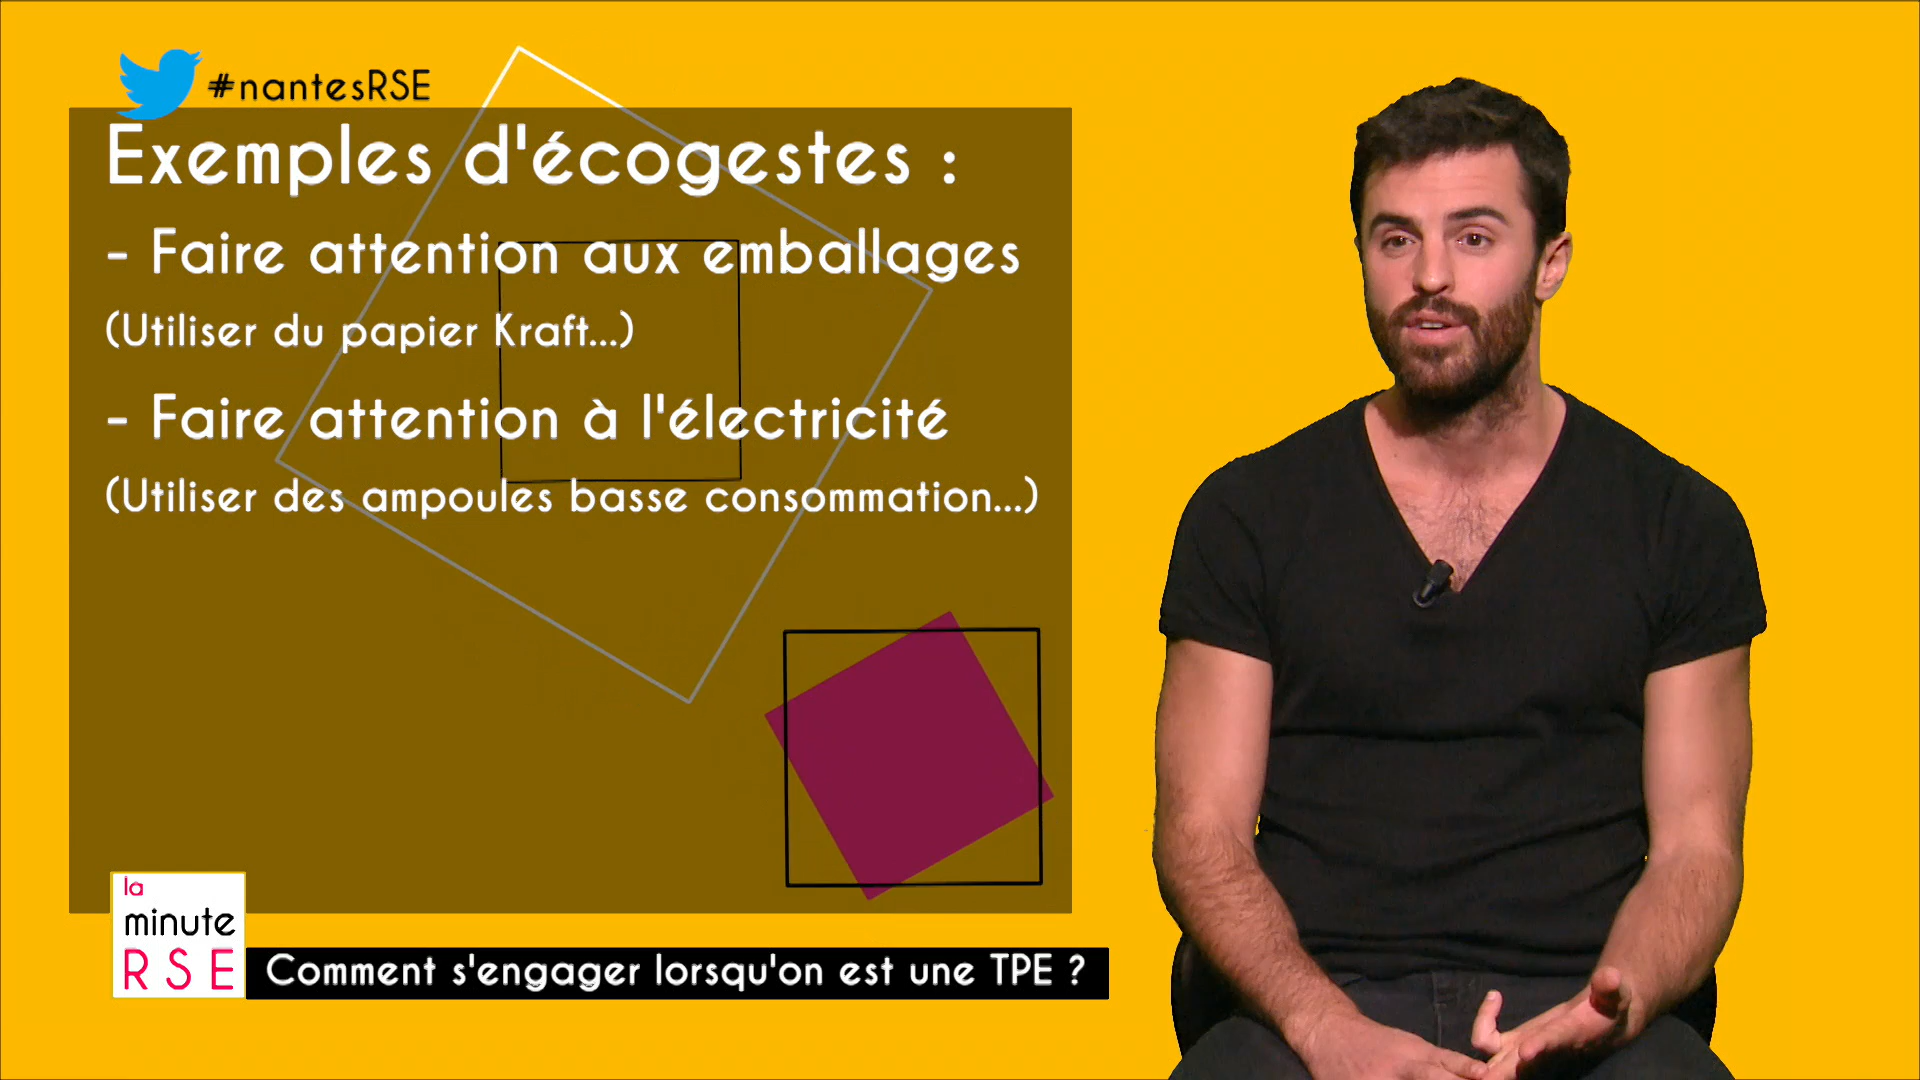 #nantesRSE
Exemples d'écogestes :
- Faire attention aux emballages
(Utiliser du papier Kraft...)
- Faire attention à l'électricité
(Utiliser des ampoules basse consommation...)
la
minute
RSE
Comment s'engager lorsqu'on est une TPE ?